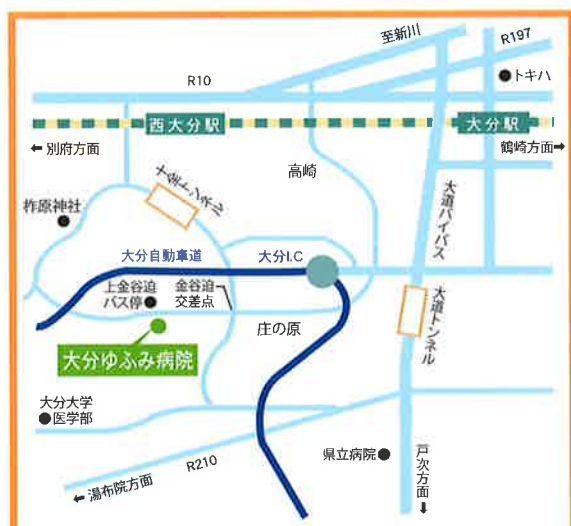 至新川
R197
R10
トキハ
西大分駅
大分駅
← 別府方面
鶴崎方面→
高崎
十金トンネル
大道バイパス
柞原神社
大分自動車道
大分I.C
上金谷迫
バス停
金谷迫
交差点
大道トンネル
庄の原
大分ゆふみ病院
大分大学
医学部
県立病院
戸次方面→
R210
←湯布院方面